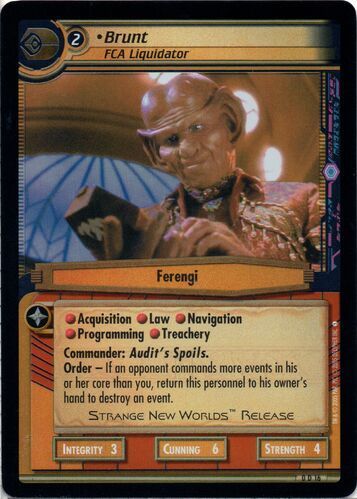 2
•Brunt
FCA Liquidator
Ferengi
Acquisition Law Navigation
Programming Treachery
Commander: Audit's Spoils.
Order – If an opponent commands more events in his
or her core than you, return this personnel to his owner's
hand to destroy an event.
STRANGE NEW WORLDS™ RELEASE
INTEGRITY 3 CUNNING 6 STRENGTH 4